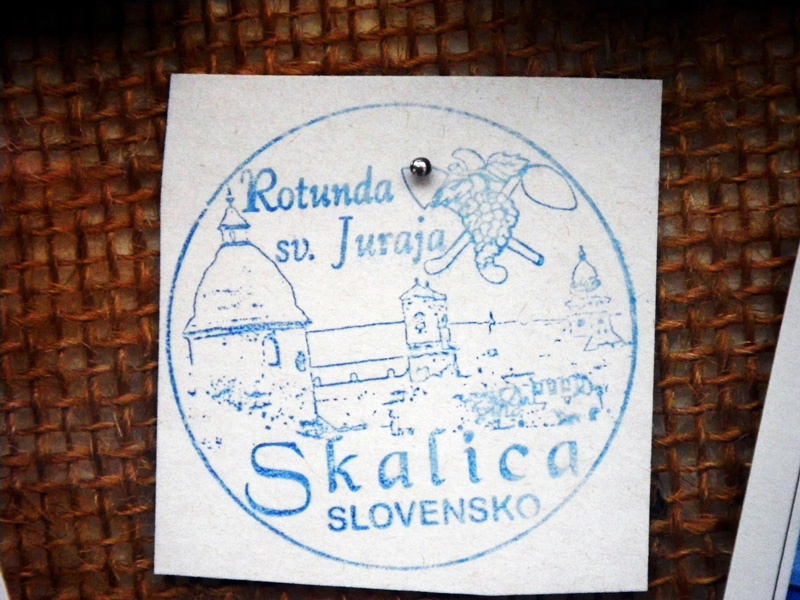 Rotunda
sv. Juraja
Skalica
SLOVENSKO